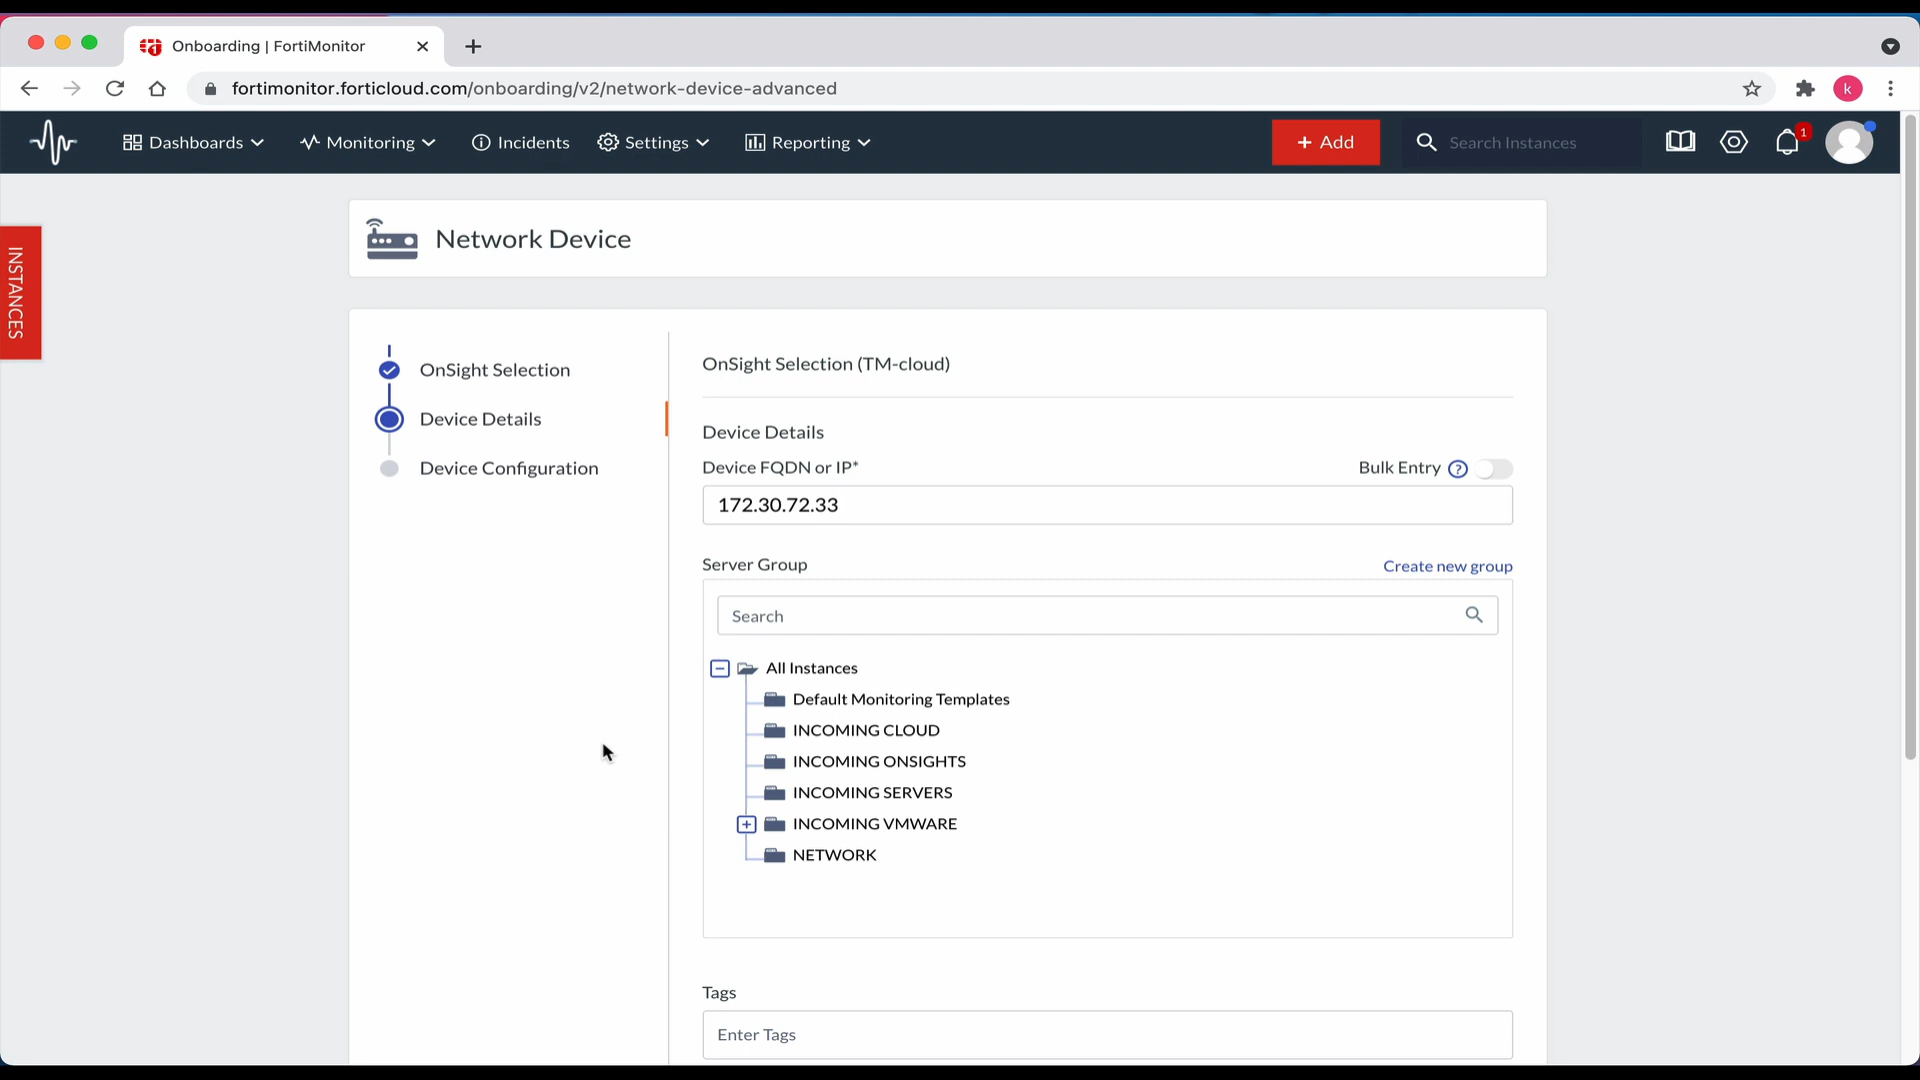 Onboarding | FortiMonitor
fortimonitor.forticloud.com/onboarding/v2/network-device-advanced
k
Dashboards
Monitoring
Incidents
Settings
Reporting
+ Add
Search Instances
1
INSTANCES
Network Device
OnSight Selection
Device Details
Device Configuration
OnSight Selection (TM-cloud)
Device Details
Device FQDN or IP*
Bulk Entry ?
172.30.72.33
Server Group
Create new group
Search
All Instances
Default Monitoring Templates
INCOMING CLOUD
INCOMING ONSIGHTS
INCOMING SERVERS
INCOMING VMWARE
NETWORK
Tags
Enter Tags